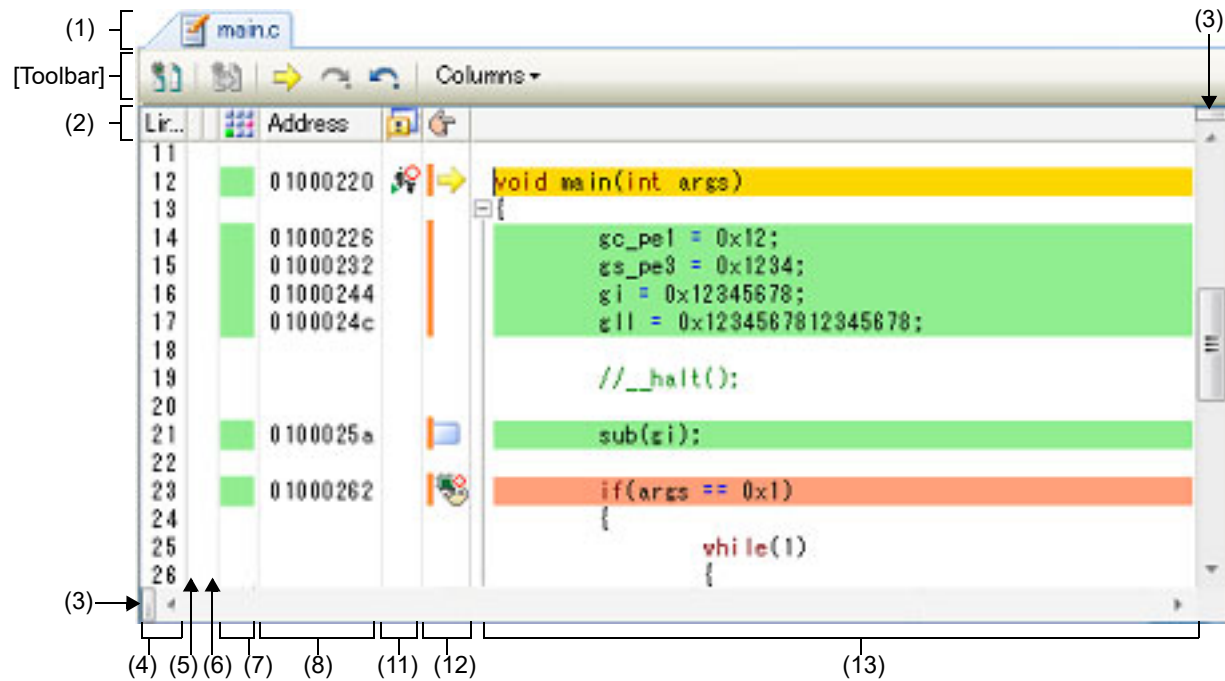 (1) main.c (3)
[Toolbar] Columns
(2) Lir... Address
11
12 01000220 void main(int args)
13 {
14 01000226 gc_pe1 = 0x12;
15 01000232 gs_pe3 = 0x1234;
16 01000244 gi = 0x12345678;
17 0100024c gll = 0x1234567812345678;
18
19 //__halt();
20
21 0100025a sub(gi);
22
23 01000262 if(args == 0x1)
24 {
25 while(1)
26 {
(3)
(4) (5) (6) (7) (8) (11) (12) (13)